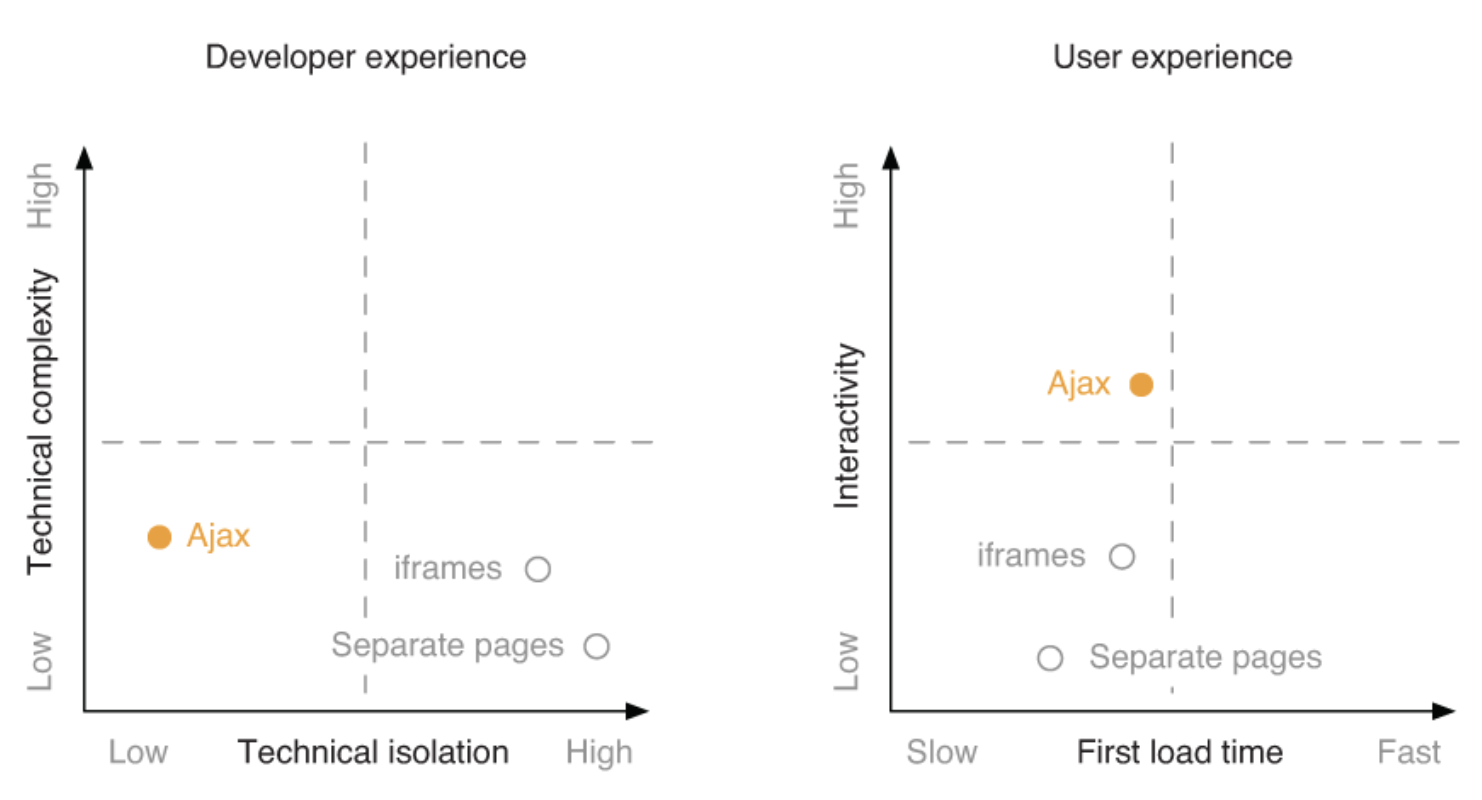 Developer experience
High
Technical complexity
Low
Ajax
iframes
Separate pages
Low
Technical isolation
High
User experience
High
Interactivity
Low
Ajax
iframes
Separate pages
Slow
First load time
Fast